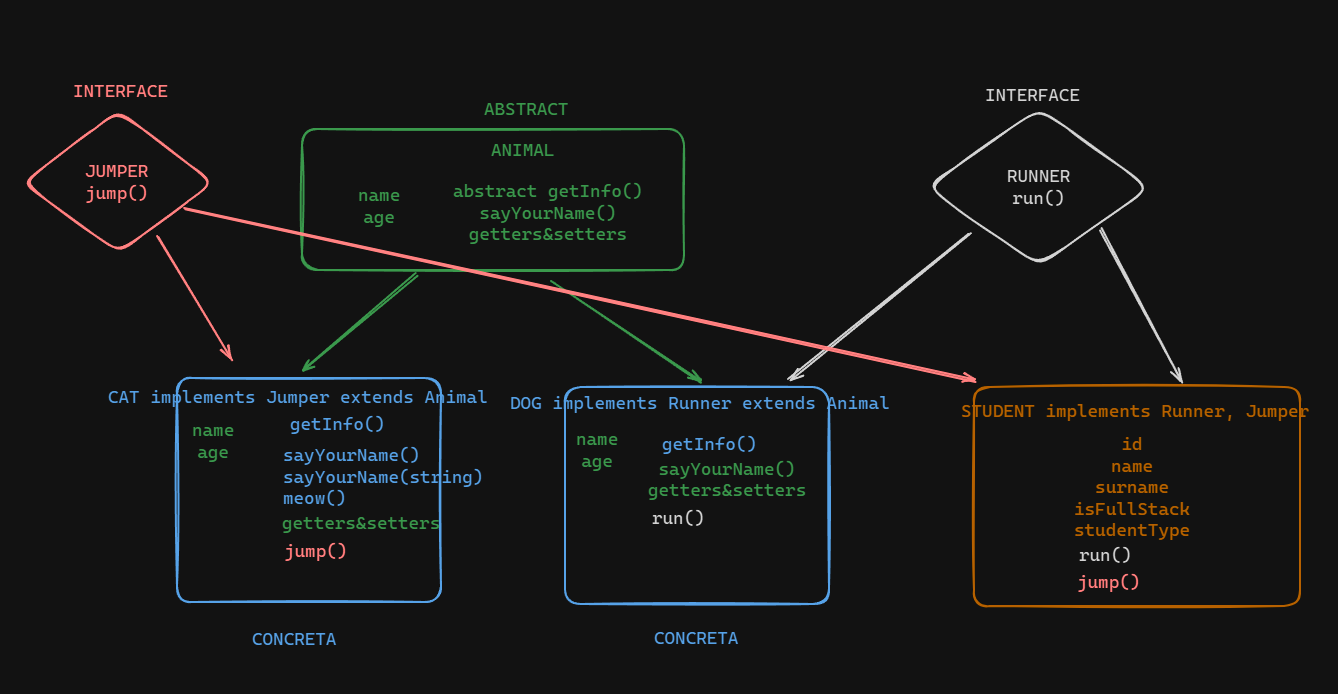 INTERFACE
JUMPER
jump()
ABSTRACT
ANIMAL
name
age
abstract getInfo()
sayYourName()
getters&setters
INTERFACE
RUNNER
run()
CAT implements Jumper extends Animal
name
age
getInfo()
sayYourName()
sayYourName(string)
meow()
getters&setters
jump()
CONCRETA
DOG implements Runner extends Animal
name
age
getInfo()
sayYourName()
getters&setters
run()
CONCRETA
STUDENT implements Runner, Jumper
id
name
surname
isFullStack
studentType
run()
jump()